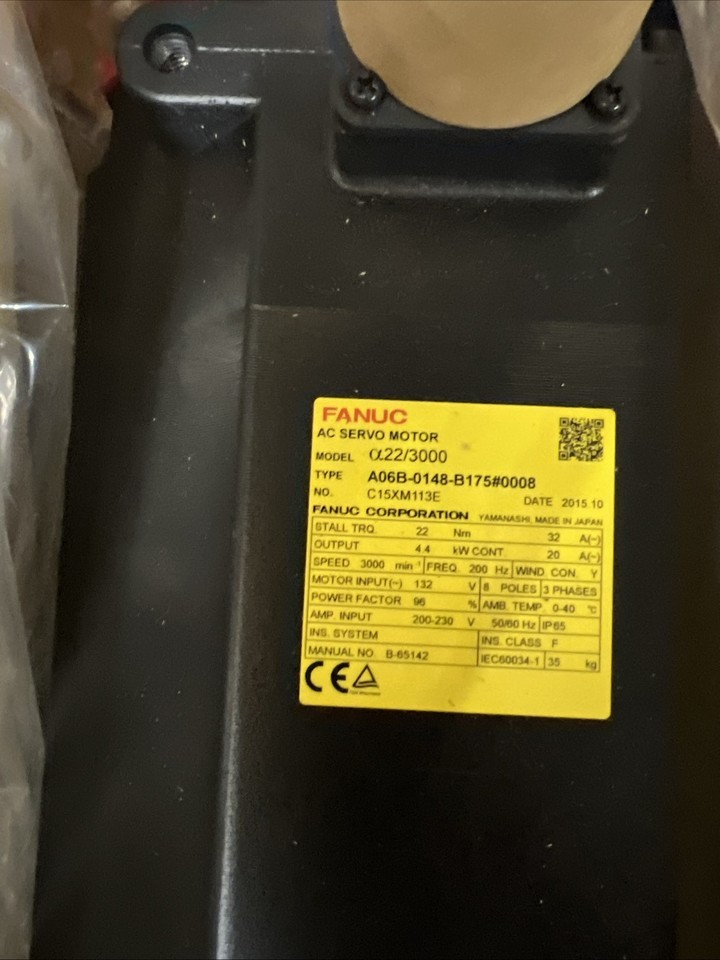 FANUC
AC SERVO MOTOR
MODEL α22/3000
TYPE A06B-0148-B175#0008
NO. C15XM113E DATE 2015.10
FANUC CORPORATION YAMANASHI, MADE IN JAPAN
STALL TRQ. 22 Nm 32 A(~)
OUTPUT 4.4 kW CONT. 20 A(~)
SPEED 3000 min⁻¹ FREQ. 200 Hz WIND. CON. Y
MOTOR INPUT(~) 132 V 8 POLES 3 PHASES
POWER FACTOR 96 % AMB. TEMP. 0-40 ℃
AMP. INPUT 200-230 V 50/60 Hz IP65
INS. SYSTEM INS. CLASS F
MANUAL NO. B-65142 IEC60034-1 35 kg
CE